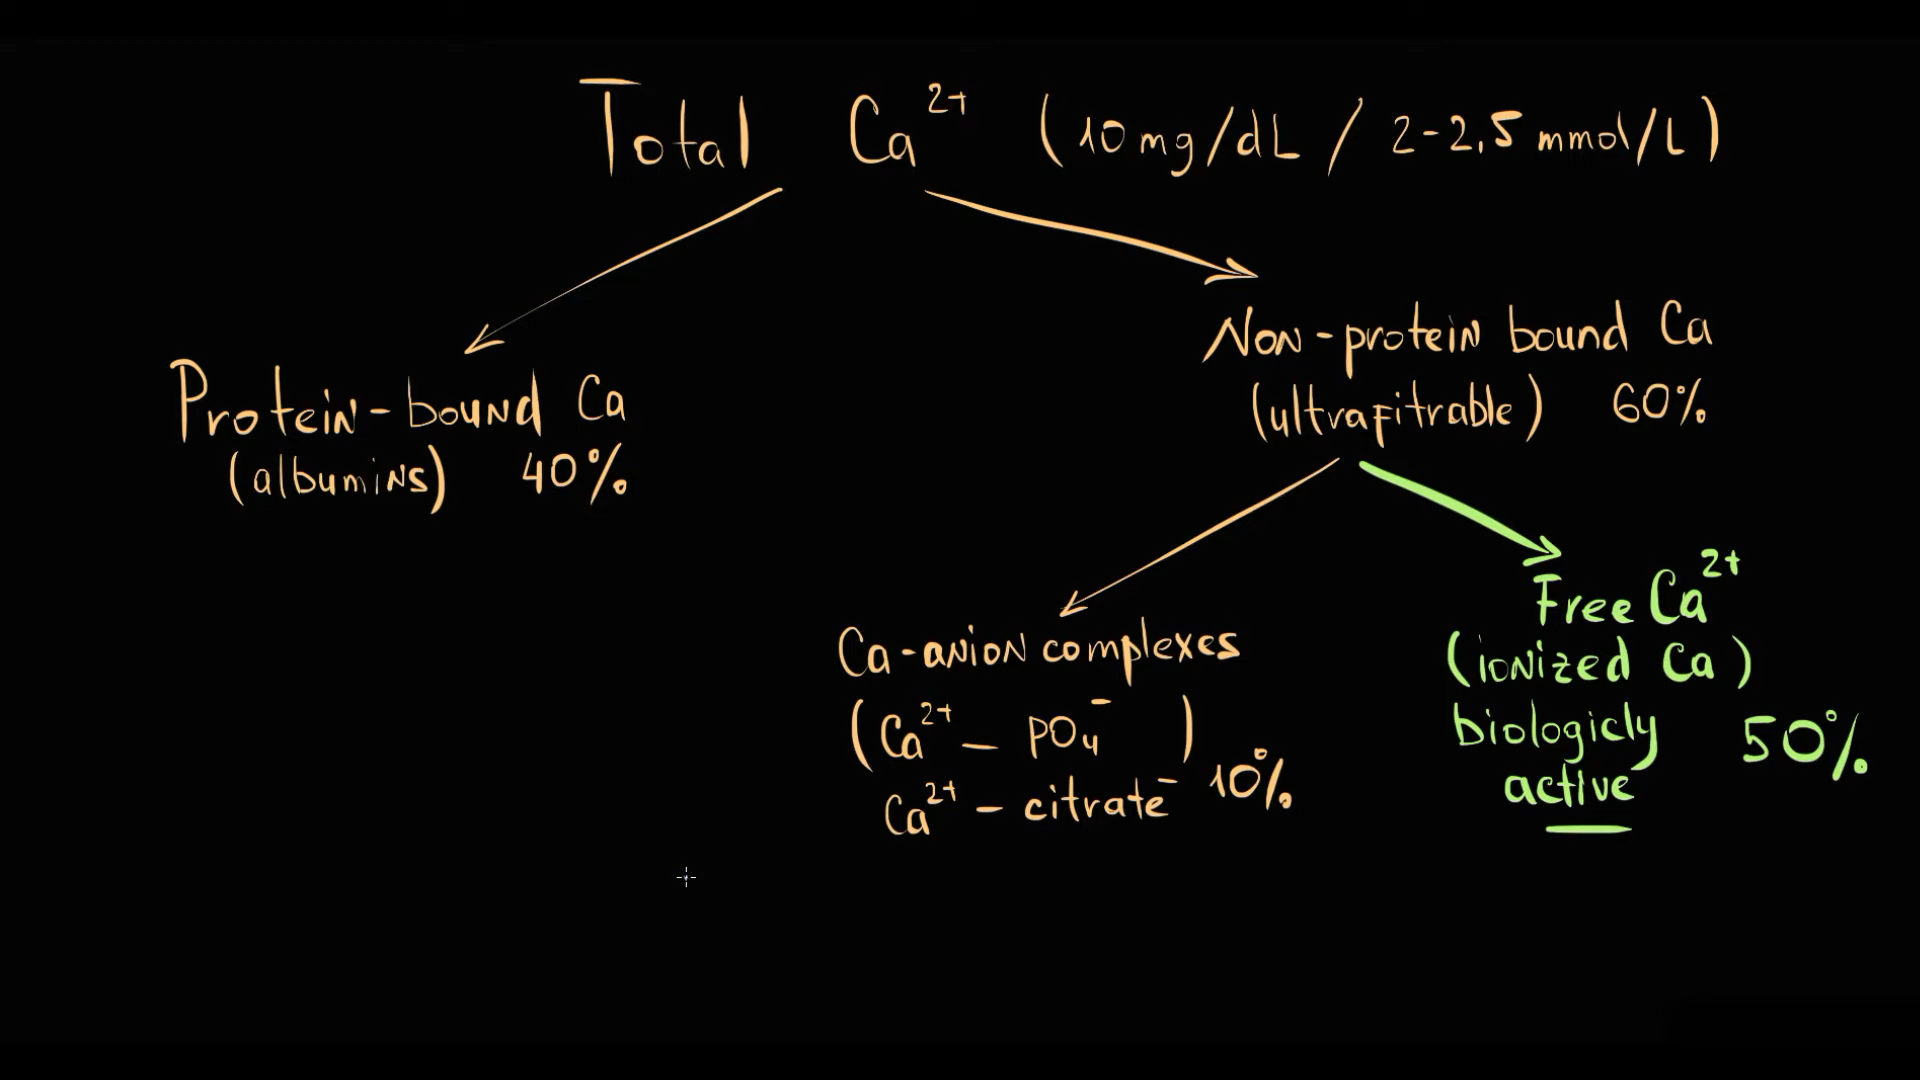 Total Ca²⁺ (10 mg/dL / 2-2,5 mmol/L)
Protein-bound Ca
(albumins) 40%
Non-protein bound Ca
(ultrafitrable) 60%
Ca-anion complexes
(Ca²⁺ – PO₄⁻)
Ca²⁺ – citrate⁻ 10%
Free Ca²⁺
(ionized Ca)
biologicly 50%
active